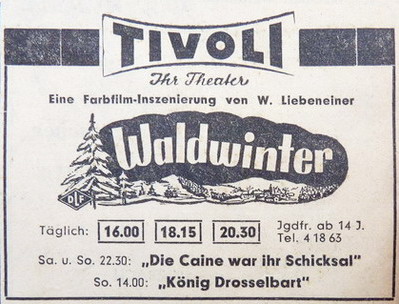 TIVOLI
Ihr Theater
Eine Farbfilm-Inszenierung von W. Liebeneiner
Waldwinter
DLF
Täglich: 16.00 18.15 20.30 Jgdfr. ab 14 J.
Tel. 4 18 63
Sa. u. So. 22.30: „Die Caine war ihr Schicksal"
So. 14.00: „König Drosselbart"